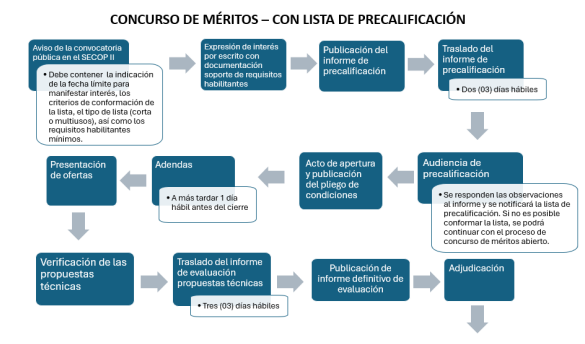 CONCURSO DE MÉRITOS – CON LISTA DE PRECALIFICACIÓN
Aviso de la convocatoria
pública en el SECOP II
• Debe contener la indicación
de la fecha límite para
manifestar interés, los
criterios de conformación de
la lista, el tipo de lista (corta
o multiusos), así como los
requisitos habilitantes
mínimos.
Expresión de interés
por escrito con
documentación
soporte de requisitos
habilitantes
Publicación del
informe de
precalificación
Traslado del
informe de
precalificación
• Dos (03) días hábiles
Audiencia de
precalificación
• Se responden las observaciones
al informe y se notificará la lista de
precalificación. Si no es posible
conformar la lista, se podrá
continuar con el proceso de
concurso de méritos abierto.
Acto de apertura
y publicación
del pliego de
condiciones
Adendas
• A más tardar 1 día
hábil antes del cierre
Presentación
de ofertas
Verificación de las
propuestas
técnicas
Traslado del informe
de evaluación
propuestas técnicas
• Tres (03) días hábiles
Publicación de
informe definitivo de
evaluación
Adjudicación